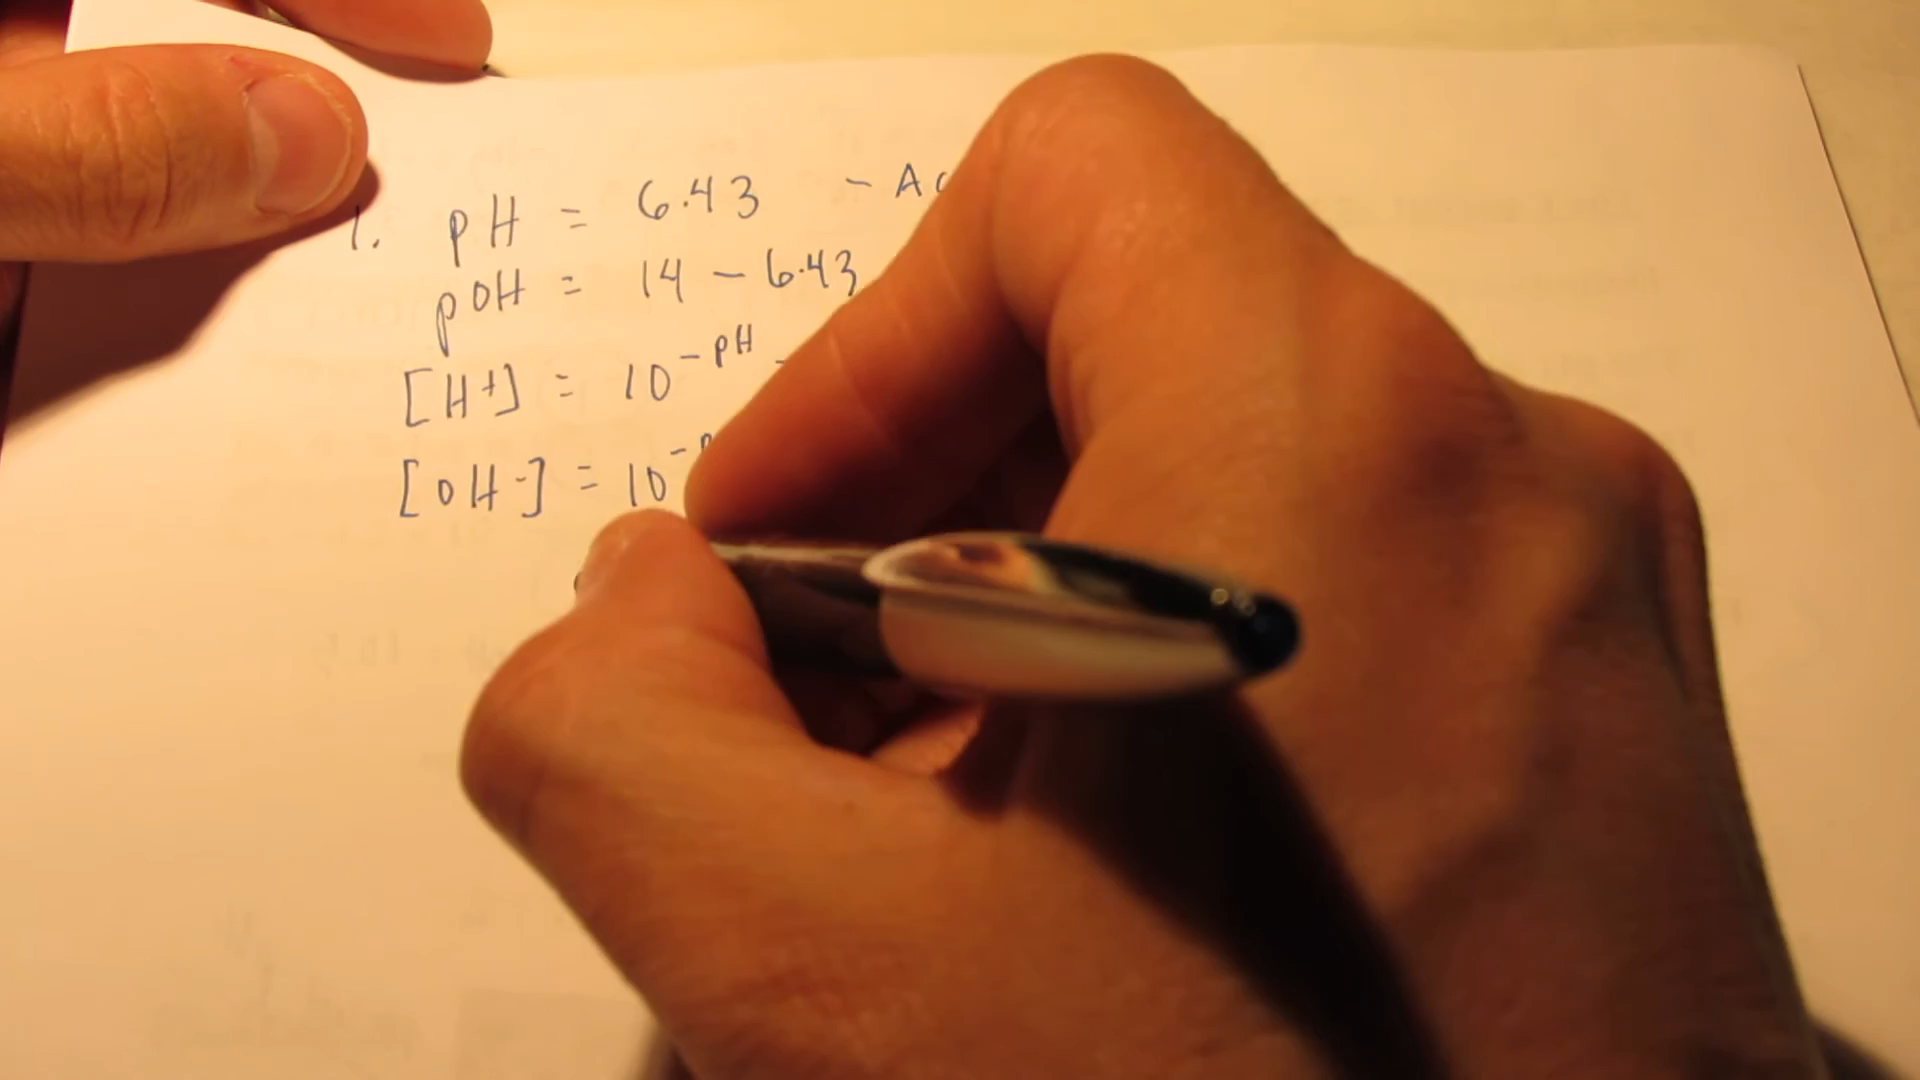 1. pH = 6.43 -
pOH = 14 - 6.43
[H+] = 10^-pH
[OH-] = 10^-